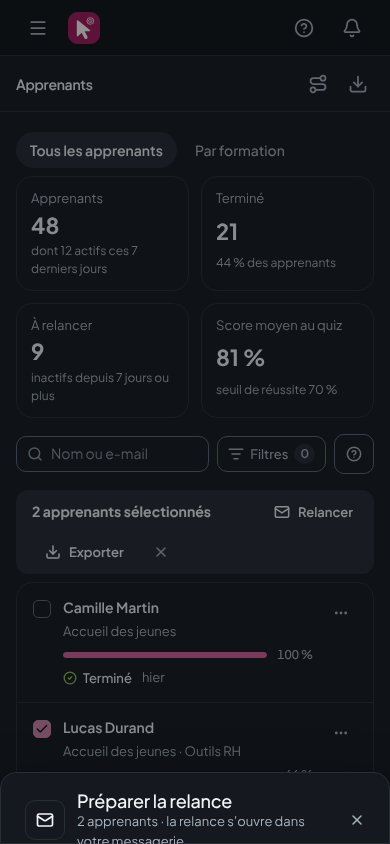 Apprenants
Tous les apprenants
Par formation
Apprenants
48
dont 12 actifs ces 7
derniers jours
Terminé
21
44 % des apprenants
À relancer
9
inactifs depuis 7 jours ou
plus
Score moyen au quiz
81 %
seuil de réussite 70 %
Nom ou e-mail
Filtres 0
2 apprenants sélectionnés
Relancer
Exporter
Camille Martin
Accueil des jeunes
100 %
Terminé hier
Lucas Durand
Accueil des jeunes · Outils RH
Préparer la relance
2 apprenants · la relance s'ouvre dans
votre messagerie